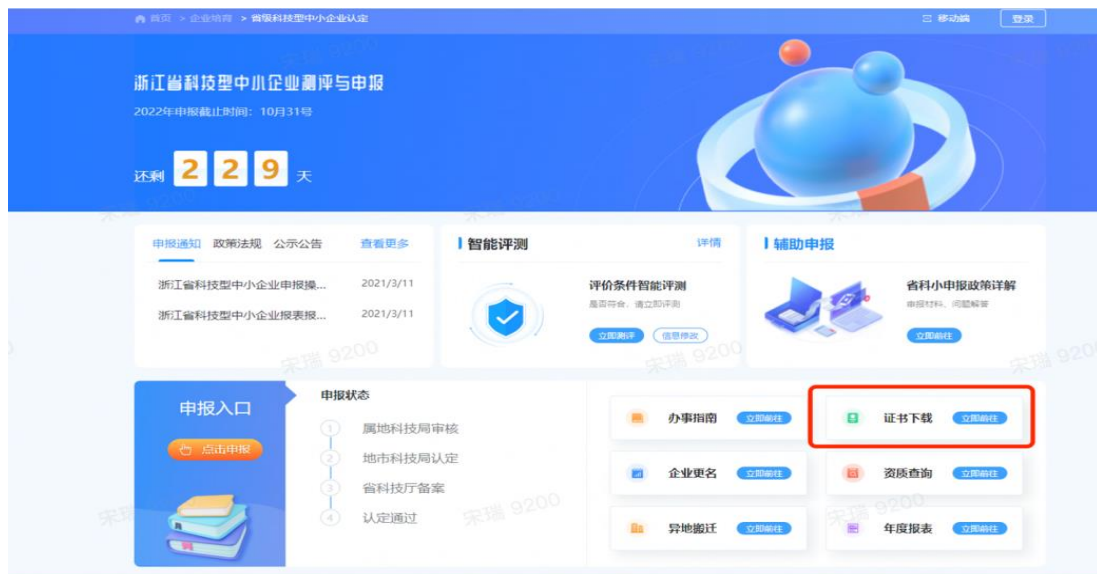 首页 > 企业培育 > 省级科技型中小企业认定
移动端
登录
浙江省科技型中小企业测评与申报
2022年申报截止时间：10月31号
还剩 2 2 9 天
申报通知 政策法规 公示公告 查看更多
浙江省科技型中小企业申报操... 2021/3/11
浙江省科技型中小企业报表报... 2021/3/11
智能评测 详情
评价条件智能评测
是否符合，请立即评测
立即测评 信息修改
辅助申报
省科小申报政策详解
申报材料、问题解答
立即前往
申报入口
点击申报
申报状态
1 属地科技局审核
2 地市科技局认定
3 省科技厅备案
4 认定通过
办事指南 立即前往
证书下载 立即前往
企业更名 立即前往
资质查询 立即前往
异地搬迁 立即前往
年度报表 立即前往
宋瑞 9200